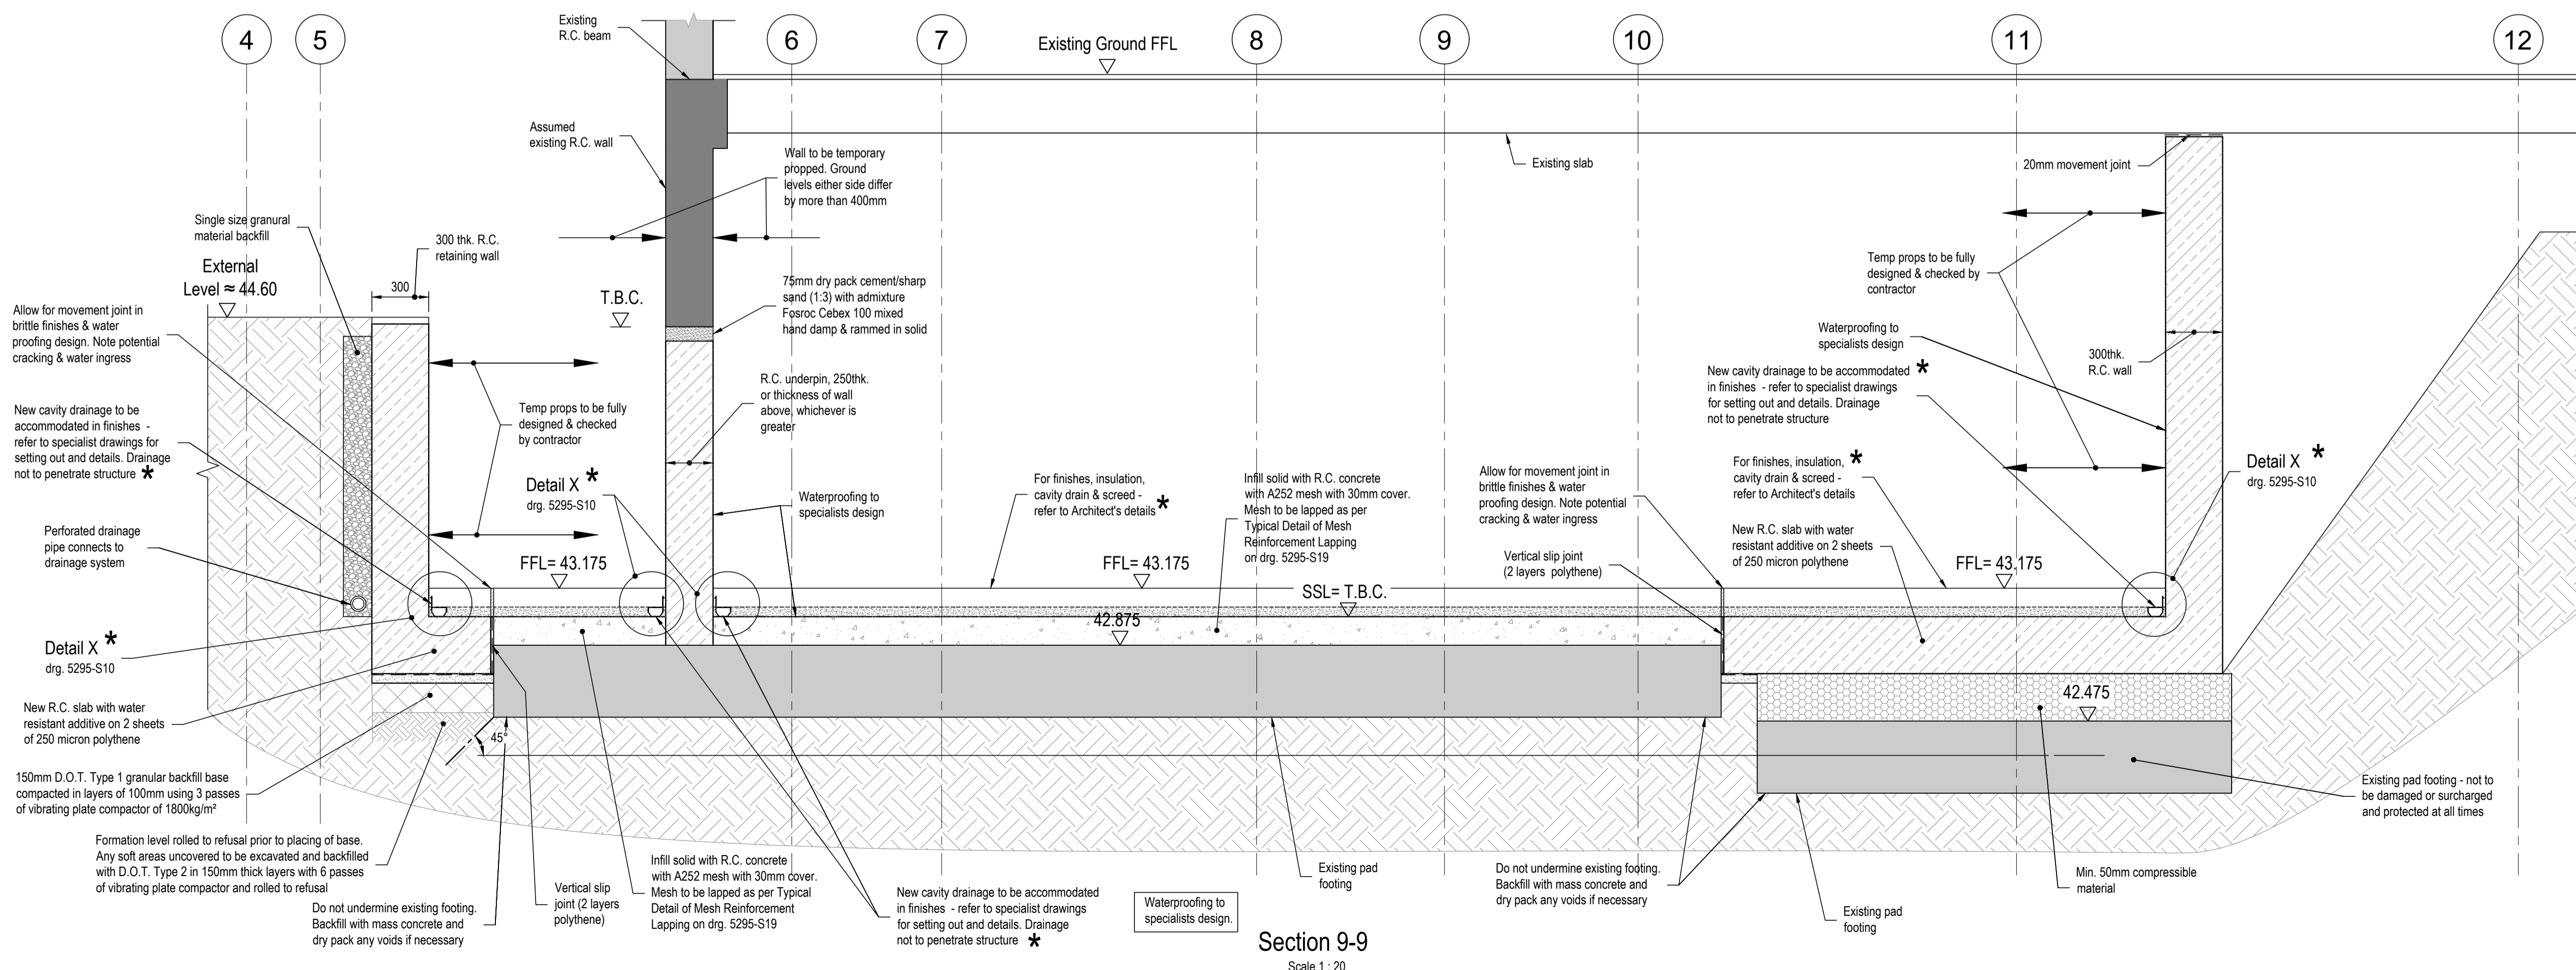 4
5
6
7
8
9
10
11
12
Existing
R.C. beam
Existing Ground FFL
Assumed
existing R.C. wall
Wall to be temporary
propped. Ground
levels either side differ
by more than 400mm
Existing slab
20mm movement joint
Single size granural
material backfill
300 thk. R.C.
retaining wall
External
Level ≈ 44.60
300
T.B.C.
75mm dry pack cement/sharp
sand (1:3) with admixture
Fosroc Cebex 100 mixed
hand damp & rammed in solid
Temp props to be fully
designed & checked by
contractor
Allow for movement joint in
brittle finishes & water
proofing design. Note potential
cracking & water ingress
Waterproofing to
specialists design
300thk.
R.C. wall
R.C. underpin, 250thk.
or thickness of wall
above, whichever is
greater
New cavity drainage to be accommodated *
in finishes - refer to specialist drawings
for setting out and details. Drainage
not to penetrate structure
New cavity drainage to be
accommodated in finishes -
refer to specialist drawings for
setting out and details. Drainage
not to penetrate structure *
Temp props to be fully
designed & checked
by contractor
Detail X *
drg. 5295-S10
Waterproofing to
specialists design
For finishes, insulation,
cavity drain & screed -
refer to Architect's details *
Infill solid with R.C. concrete
with A252 mesh with 30mm cover.
Mesh to be lapped as per
Typical Detail of Mesh
Reinforcement Lapping
on drg. 5295-S19
Allow for movement joint in
brittle finishes & water
proofing design. Note potential
cracking & water ingress
For finishes, insulation, *
cavity drain & screed -
refer to Architect's details
Detail X *
drg. 5295-S10
New R.C. slab with water
resistant additive on 2 sheets
of 250 micron polythene
Perforated drainage
pipe connects to
drainage system
FFL= 43.175
FFL= 43.175
Vertical slip joint
(2 layers polythene)
FFL= 43.175
SSL= T.B.C.
42.875
Detail X *
drg. 5295-S10
42.475
New R.C. slab with water
resistant additive on 2 sheets
of 250 micron polythene
45°
150mm D.O.T. Type 1 granular backfill base
compacted in layers of 100mm using 3 passes
of vibrating plate compactor of 1800kg/m²
Existing pad footing - not to
be damaged or surcharged
and protected at all times
Formation level rolled to refusal prior to placing of base.
Any soft areas uncovered to be excavated and backfilled
with D.O.T. Type 2 in 150mm thick layers with 6 passes
of vibrating plate compactor and rolled to refusal
Do not undermine existing footing.
Backfill with mass concrete and
dry pack any voids if necessary
Vertical slip
joint (2 layers
polythene)
Infill solid with R.C. concrete
with A252 mesh with 30mm cover.
Mesh to be lapped as per Typical
Detail of Mesh Reinforcement
Lapping on drg. 5295-S19
New cavity drainage to be accommodated
in finishes - refer to specialist drawings
for setting out and details. Drainage
not to penetrate structure *
Waterproofing to
specialists design.
Existing pad
footing
Do not undermine existing footing.
Backfill with mass concrete and
dry pack any voids if necessary
Existing pad
footing
Min. 50mm compressible
material
Section 9-9
Scale 1 : 20